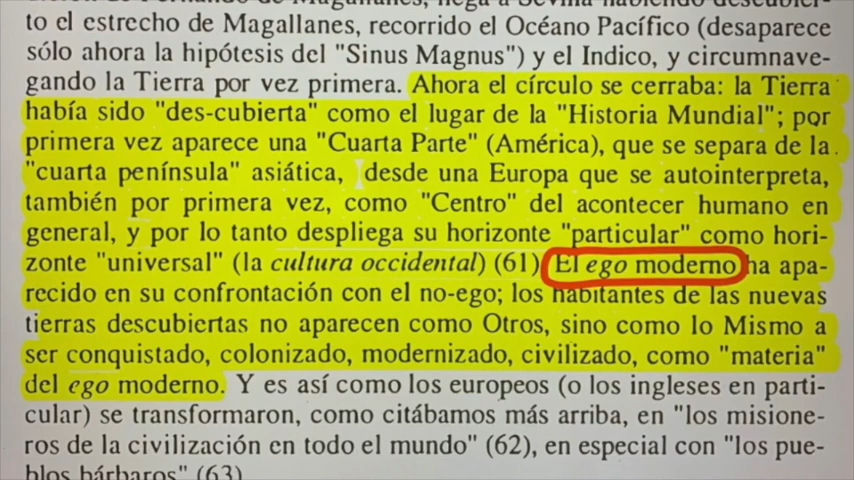 to el estrecho de Magallanes, recorrido el Océano Pacífico (desaparece
sólo ahora la hipótesis del "Sinus Magnus") y el Indico, y circumnave-
gando la Tierra por vez primera. Ahora el círculo se cerraba: la Tierra
había sido "des-cubierta" como el lugar de la "Historia Mundial"; por
primera vez aparece una "Cuarta Parte" (América), que se separa de la
"cuarta península" asiática, desde una Europa que se autointerpreta,
también por primera vez, como "Centro" del acontecer humano en
general, y por lo tanto despliega su horizonte "particular" como hori-
zonte "universal" (la cultura occidental) (61) El ego moderno ha apa-
recido en su confrontación con el no-ego; los habitantes de las nuevas
tierras descubiertas no aparecen como Otros, sino como lo Mismo a
ser conquistado, colonizado, modernizado, civilizado, como "materia"
del ego moderno. Y es así como los europeos (o los ingleses en parti-
cular) se transformaron, como citábamos más arriba, en "los misione-
ros de la civilización en todo el mundo" (62), en especial con "los pue-
blos bárbaros" (63)